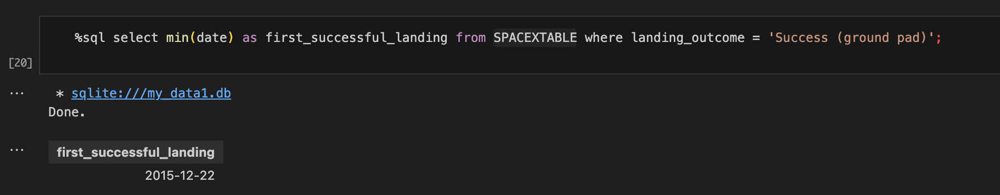 %sql select min(date) as first_successful_landing from SPACEXTABLE where landing_outcome = 'Success (ground pad)';
[20]
... * sqlite:///my_data1.db
Done.
... first_successful_landing
2015-12-22